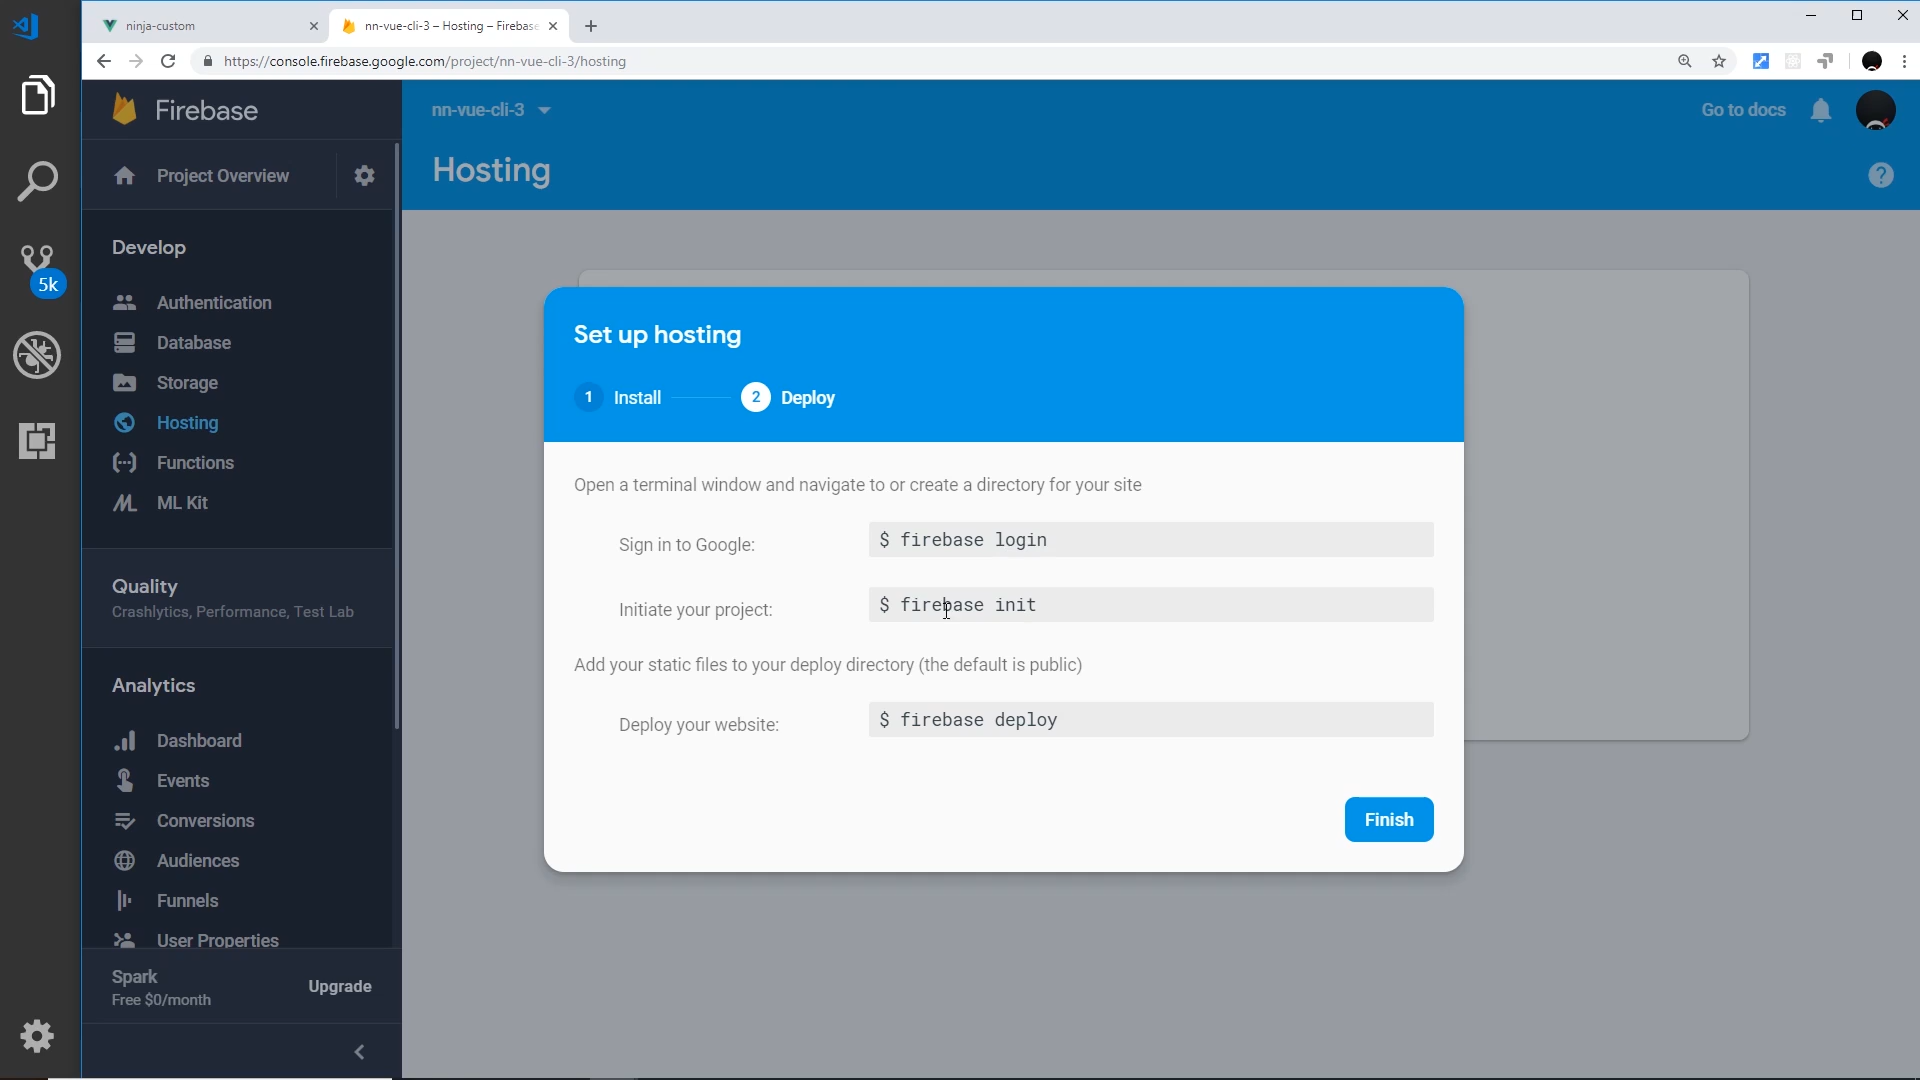 ninja-custom
nn-vue-cli-3 – Hosting – Firebase
https://console.firebase.google.com/project/nn-vue-cli-3/hosting
Firebase
nn-vue-cli-3
Go to docs
Project Overview
Hosting
?
Develop
Authentication
Database
Storage
Hosting
Functions
ML Kit
5k
Quality
Crashlytics, Performance, Test Lab
Analytics
Dashboard
Events
Conversions
Audiences
Funnels
User Properties
Spark
Free $0/month
Upgrade
Set up hosting
1 Install
2 Deploy
Open a terminal window and navigate to or create a directory for your site
Sign in to Google:
$ firebase login
Initiate your project:
$ firebase init
Add your static files to your deploy directory (the default is public)
Deploy your website:
$ firebase deploy
Finish